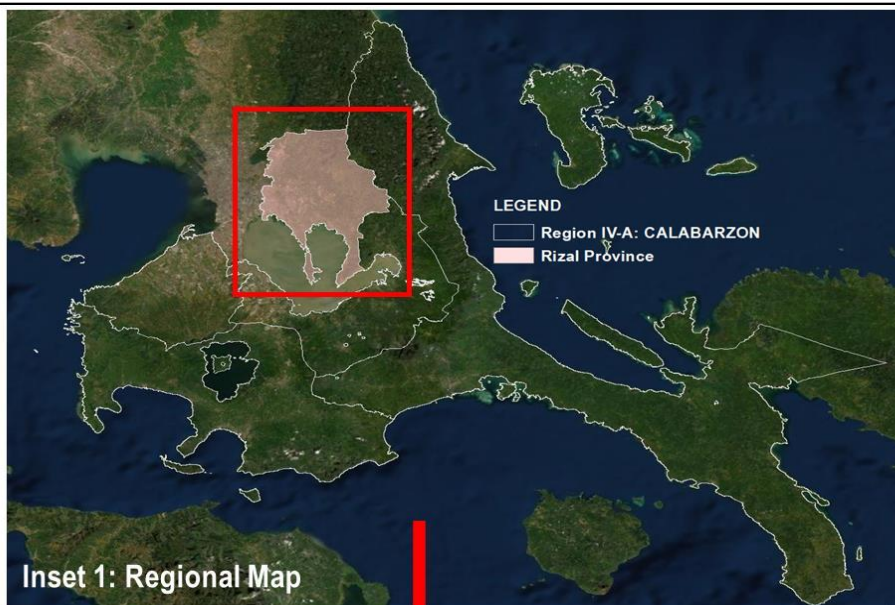 LEGEND
Region IV-A: CALABARZON
Rizal Province
Inset 1: Regional Map